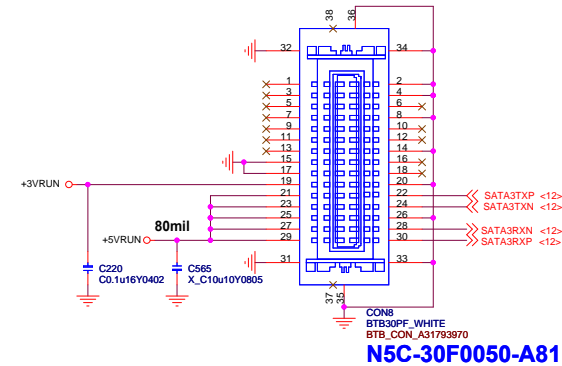 38
36
32
34
1
2
3
4
5
6
7
8
9
10
11
12
13
14
15
16
17
18
+3VRUN
19
20
21
22
SATA3TXP <12>
23
24
SATA3TXN <12>
25
26
80mil
27
28
SATA3RXN <12>
+5VRUN
29
30
SATA3RXP <12>
31
33
C220
C0.1u16Y0402
C565
X_C10u10Y0805
37
35
CON8
BTB30PF_WHITE
BTB_CON_A31793970
N5C-30F0050-A81